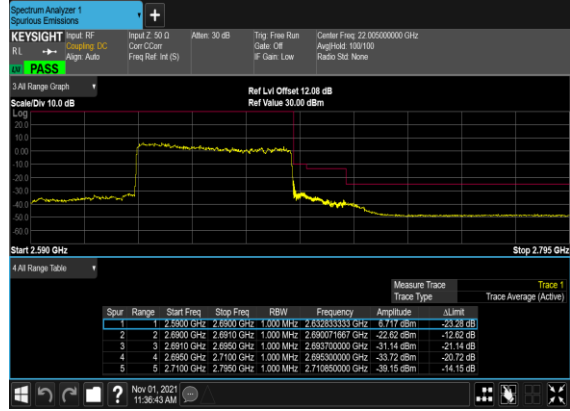 Spectrum Analyzer 1
Spurious Emissions
+
KEYSIGHT Input: RF Input Z: 50 Ω Atten: 30 dB Trig: Free Run Center Freq: 22.005000000 GHz
RL Coupling: DC Corr CCorr Gate: Off Avg|Hold: 100/100
Align: Auto Freq Ref: Int (S) IF Gain: Low Radio Std: None
LW PASS
3 All Range Graph
Ref Lvl Offset 12.08 dB
Scale/Div 10.0 dB Ref Value 30.00 dBm
Log
20.0
10.0
0.00
-10.0
-20.0
-30.0
-40.0
-50.0
-60.0
Start 2.590 GHz Stop 2.795 GHz
4 All Range Table
Measure Trace Trace 1
Trace Type Trace Average (Active)
Spur Range Start Freq Stop Freq RBW Frequency Amplitude ΔLimit
1 1 2.5900 GHz 2.6900 GHz 1.000 MHz 2.632833333 GHz 6.717 dBm -23.28 dB
2 2 2.6900 GHz 2.6910 GHz 1.000 MHz 2.690071667 GHz -22.62 dBm -12.62 dB
3 3 2.6910 GHz 2.6950 GHz 1.000 MHz 2.693700000 GHz -31.14 dBm -21.14 dB
4 4 2.6950 GHz 2.7100 GHz 1.000 MHz 2.695300000 GHz -33.72 dBm -20.72 dB
5 5 2.7100 GHz 2.7950 GHz 1.000 MHz 2.710850000 GHz -39.15 dBm -14.15 dB
? Nov 01, 2021
11:36:43 AM